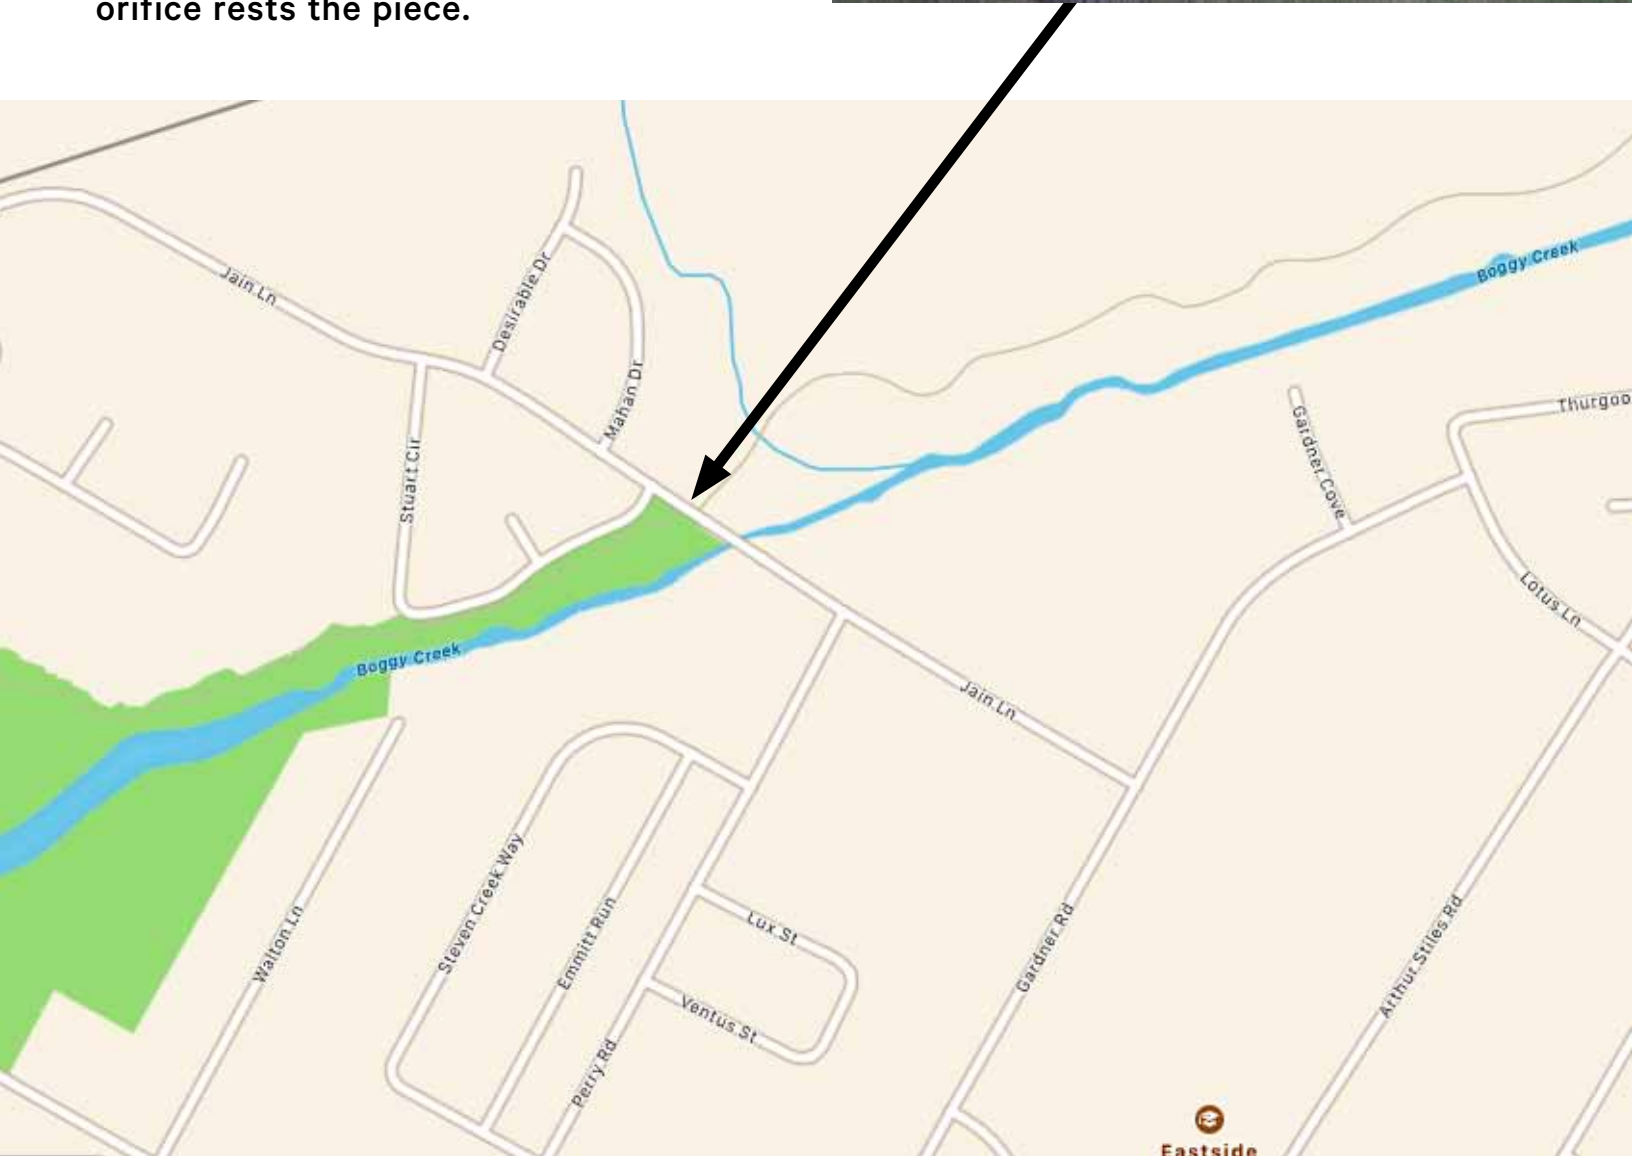 orifice rests the piece.
Jain Ln
Desirable Dr
Mahan Dr
Boggy Creek
Stuart Cir
Gardner Cove
Thurgoo
Lotus Ln
Boggy Creek
Jain Ln
Steven Creek Way
Walton Ln
Emmitt Run
Lux St
Gardner Rd
Arthur Stiles Rd
Ventus St
Perry Rd
Eastside